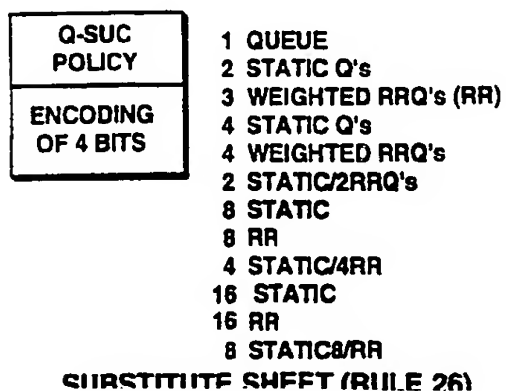 Q-SUC
POLICY
ENCODING
OF 4 BITS
1 QUEUE
2 STATIC Q's
3 WEIGHTED RRQ's (RR)
4 STATIC Q's
4 WEIGHTED RRQ's
2 STATIC/2RRQ's
8 STATIC
8 RR
4 STATIC/4RR
16 STATIC
16 RR
8 STATIC8/RR
SUBSTITUTE SHEET (RULE 26)